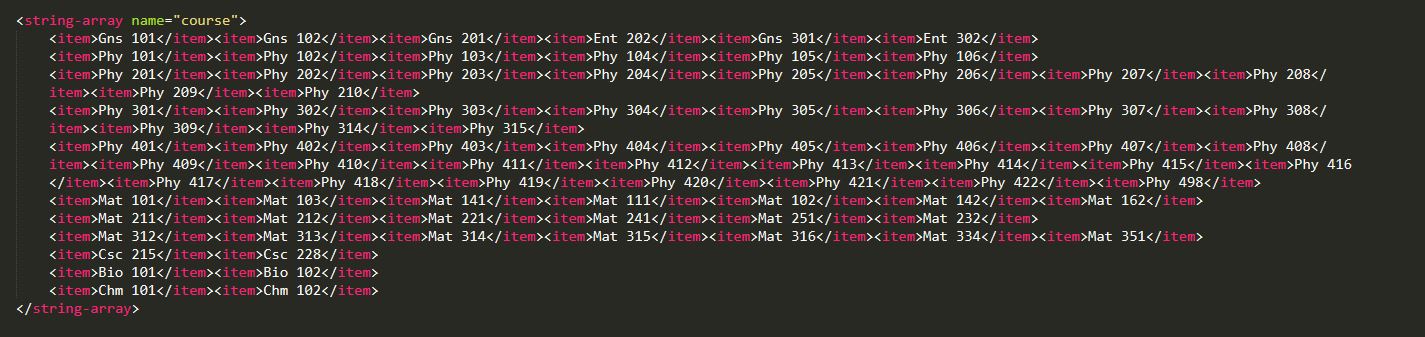 <string-array name="course">
<item>Gns 101</item><item>Gns 102</item><item>Gns 201</item><item>Ent 202</item><item>Gns 301</item><item>Ent 302</item>
<item>Phy 101</item><item>Phy 102</item><item>Phy 103</item><item>Phy 104</item><item>Phy 105</item><item>Phy 106</item>
<item>Phy 201</item><item>Phy 202</item><item>Phy 203</item><item>Phy 204</item><item>Phy 205</item><item>Phy 206</item><item>Phy 207</item><item>Phy 208</
item><item>Phy 209</item><item>Phy 210</item>
<item>Phy 301</item><item>Phy 302</item><item>Phy 303</item><item>Phy 304</item><item>Phy 305</item><item>Phy 306</item><item>Phy 307</item><item>Phy 308</
item><item>Phy 309</item><item>Phy 314</item><item>Phy 315</item>
<item>Phy 401</item><item>Phy 402</item><item>Phy 403</item><item>Phy 404</item><item>Phy 405</item><item>Phy 406</item><item>Phy 407</item><item>Phy 408</
item><item>Phy 409</item><item>Phy 410</item><item>Phy 411</item><item>Phy 412</item><item>Phy 413</item><item>Phy 414</item><item>Phy 415</item><item>Phy 416
</item><item>Phy 417</item><item>Phy 418</item><item>Phy 419</item><item>Phy 420</item><item>Phy 421</item><item>Phy 422</item><item>Phy 498</item>
<item>Mat 101</item><item>Mat 103</item><item>Mat 141</item><item>Mat 111</item><item>Mat 102</item><item>Mat 142</item><item>Mat 162</item>
<item>Mat 211</item><item>Mat 212</item><item>Mat 221</item><item>Mat 241</item><item>Mat 251</item><item>Mat 232</item>
<item>Mat 312</item><item>Mat 313</item><item>Mat 314</item><item>Mat 315</item><item>Mat 316</item><item>Mat 334</item><item>Mat 351</item>
<item>Csc 215</item><item>Csc 228</item>
<item>Bio 101</item><item>Bio 102</item>
<item>Chm 101</item><item>Chm 102</item>
</string-array>